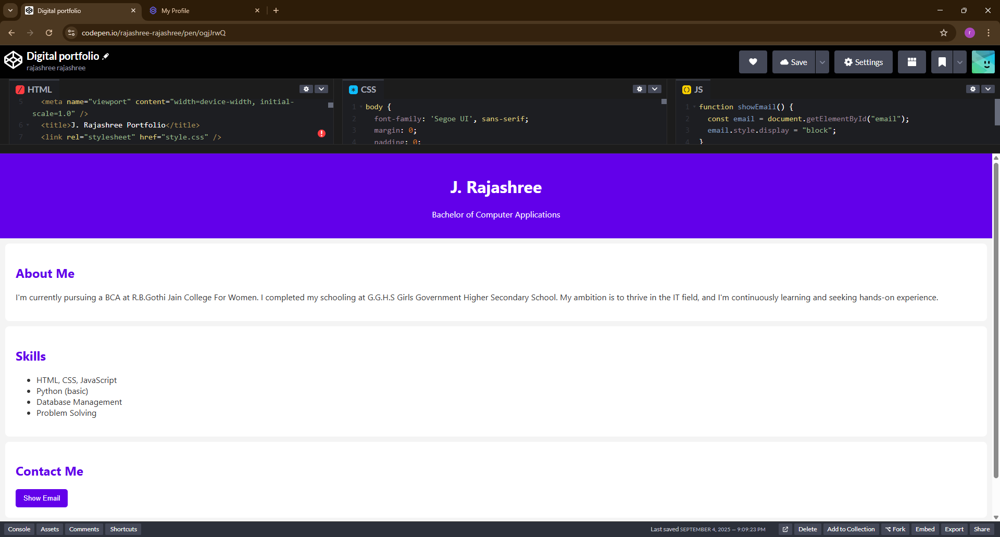 Digital portfolio
My Profile
codepen.io/rajashree-rajashree/pen/ogjJrwQ
r
Digital portfolio
rajashree rajashree
Save
Settings
HTML
5 <meta name="viewport" content="width=device-width, initial-
scale=1.0" />
6 <title>J. Rajashree Portfolio</title>
7 <link rel="stylesheet" href="style.css" />
CSS
1 body {
2 font-family: 'Segoe UI', sans-serif;
3 margin: 0;
4 padding: 0;
JS
1 function showEmail() {
2 const email = document.getElementById("email");
3 email.style.display = "block";
4 }
J. Rajashree
Bachelor of Computer Applications
About Me
I'm currently pursuing a BCA at R.B.Gothi Jain College For Women. I completed my schooling at G.G.H.S Girls Government Higher Secondary School. My ambition is to thrive in the IT field, and I'm continuously learning and seeking hands-on experience.
Skills
• HTML, CSS, JavaScript
• Python (basic)
• Database Management
• Problem Solving
Contact Me
Show Email
Console
Assets
Comments
Shortcuts
Last saved SEPTEMBER 4, 2025 — 9:09:23 PM
Delete
Add to Collection
Fork
Embed
Export
Share